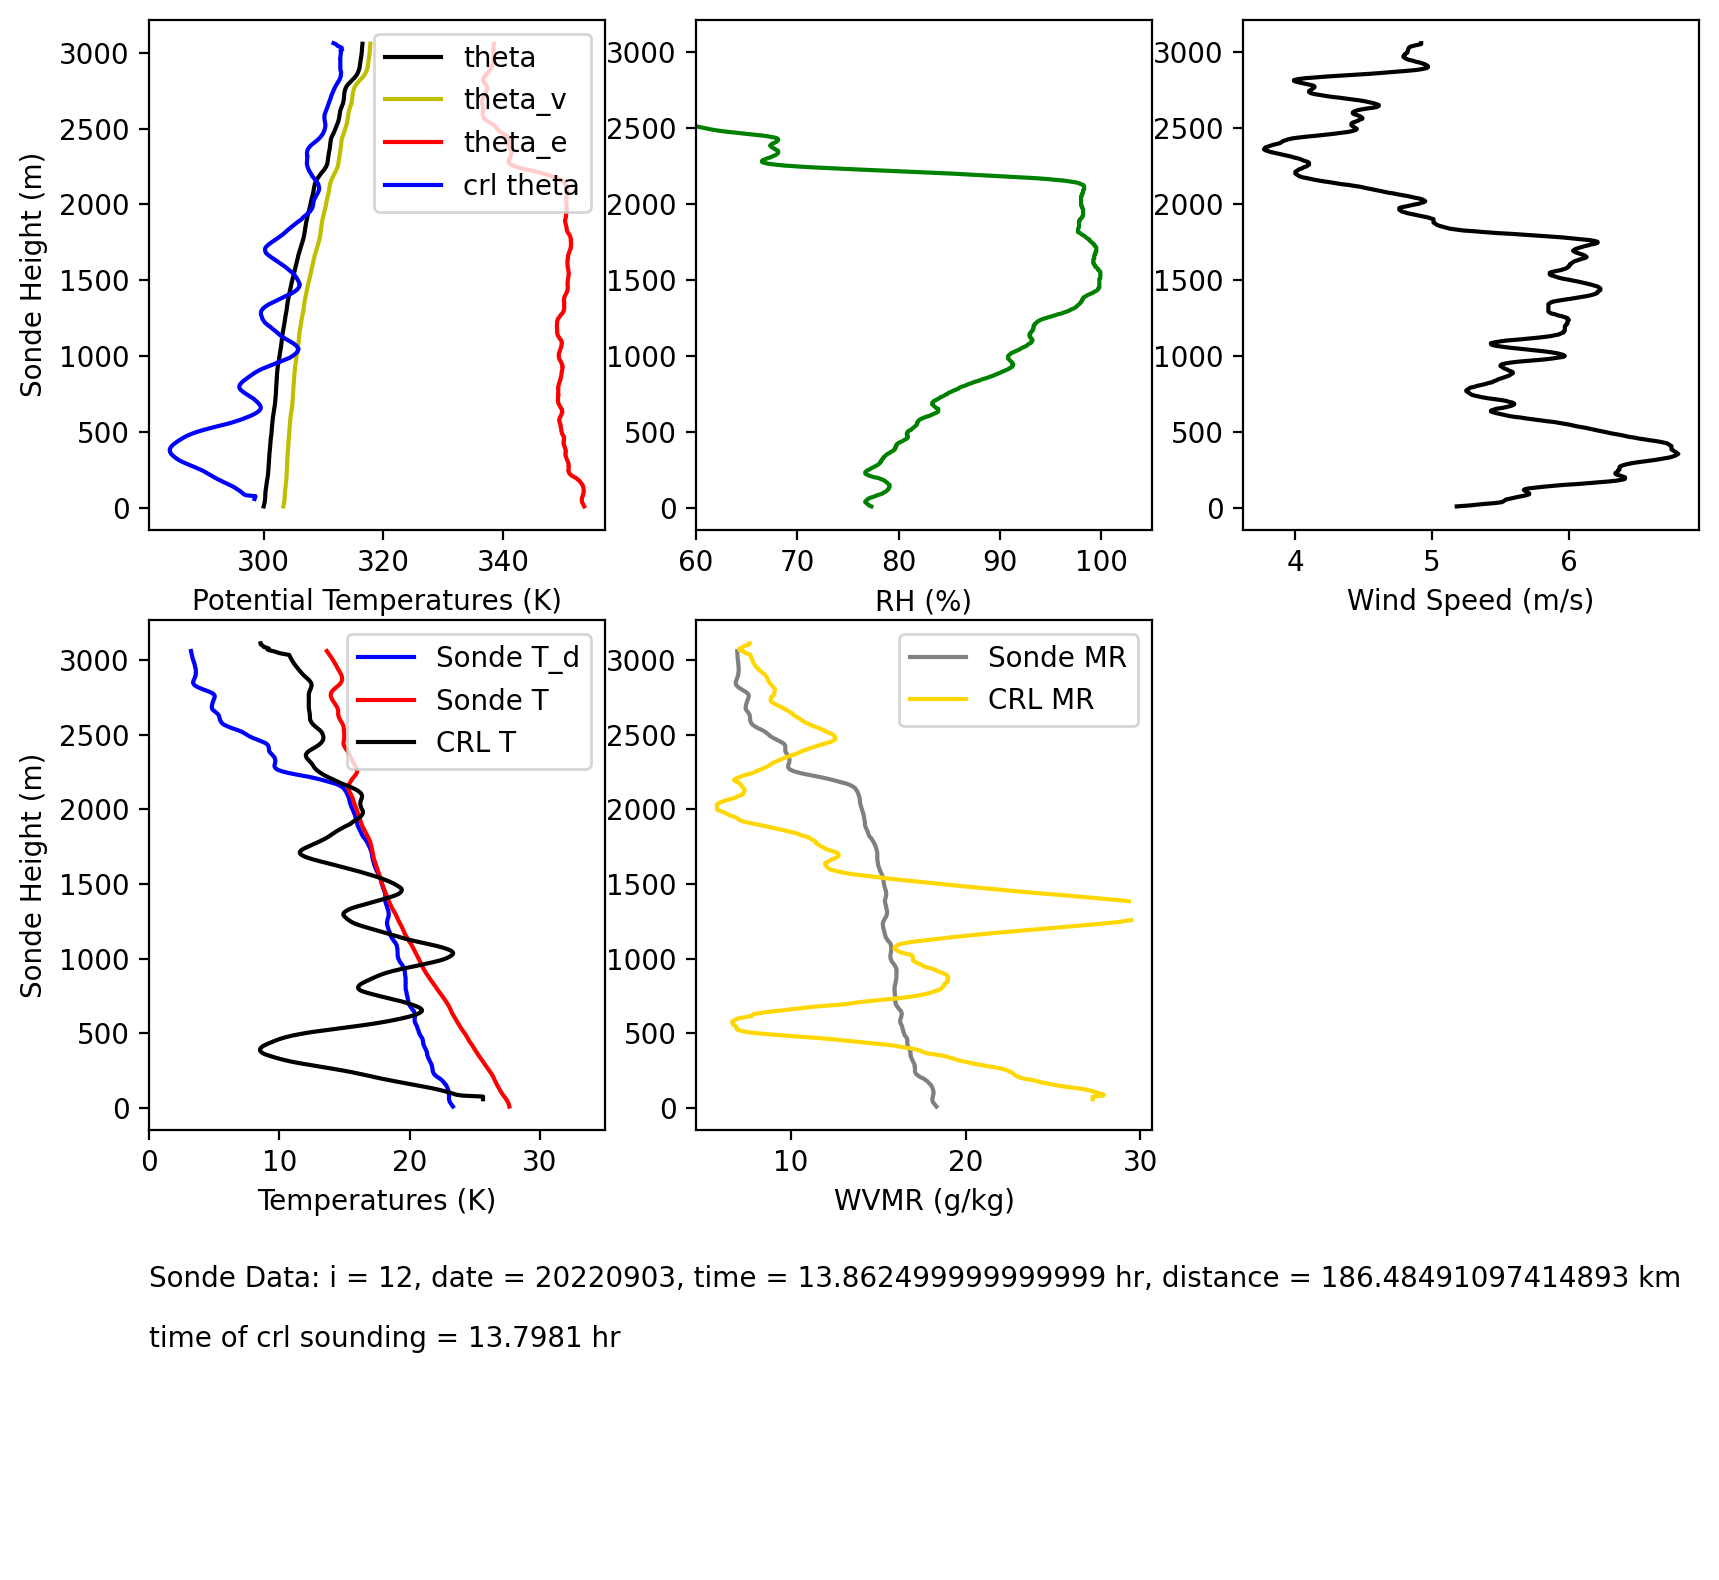 3000
2500
2000
1500
1000
500
0
Sonde Height (m)
theta
theta_v
theta_e
crl theta
300
320
340
Potential Temperatures (K)
3000
2500
2000
1500
1000
500
0
60
70
80
90
100
RH (%)
3000
2500
2000
1500
1000
500
0
4
5
6
Wind Speed (m/s)
3000
2500
2000
1500
1000
500
0
Sonde Height (m)
Sonde T_d
Sonde T
CRL T
0
10
20
30
Temperatures (K)
3000
2500
2000
1500
1000
500
0
Sonde MR
CRL MR
10
20
30
WVMR (g/kg)
Sonde Data: i = 12, date = 20220903, time = 13.862499999999999 hr, distance = 186.48491097414893 km
time of crl sounding = 13.7981 hr